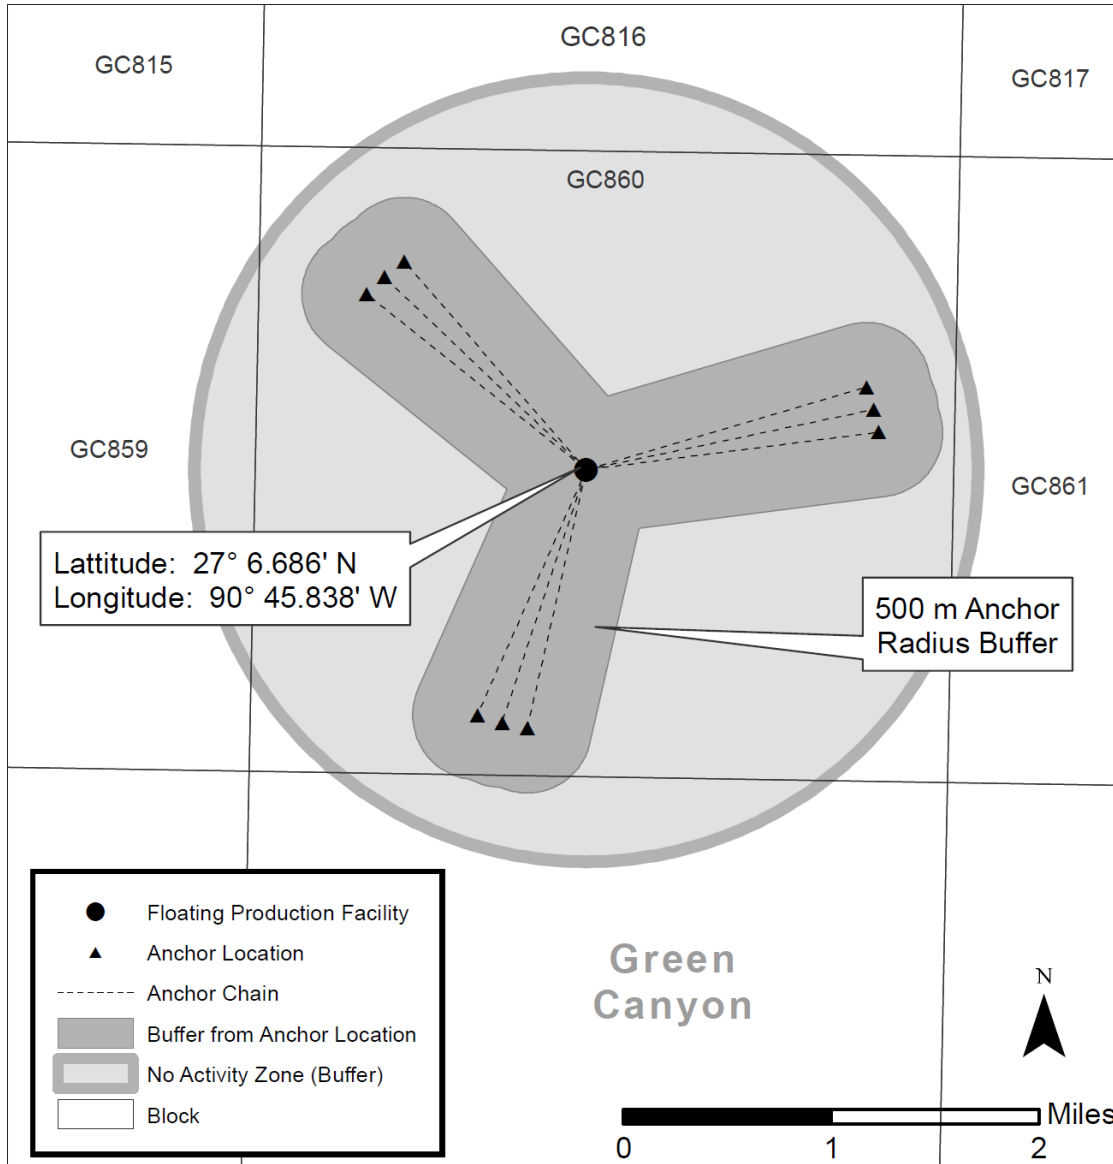 GC816
GC815
GC817
GC860
GC859
GC861
Lattitude:  27° 6.686' N
Longitude:  90° 45.838' W
500 m Anchor
Radius Buffer
Floating Production Facility
Anchor Location
Anchor Chain
Buffer from Anchor Location
No Activity Zone (Buffer)
Block
Green
Canyon
N
Miles
0 1 2